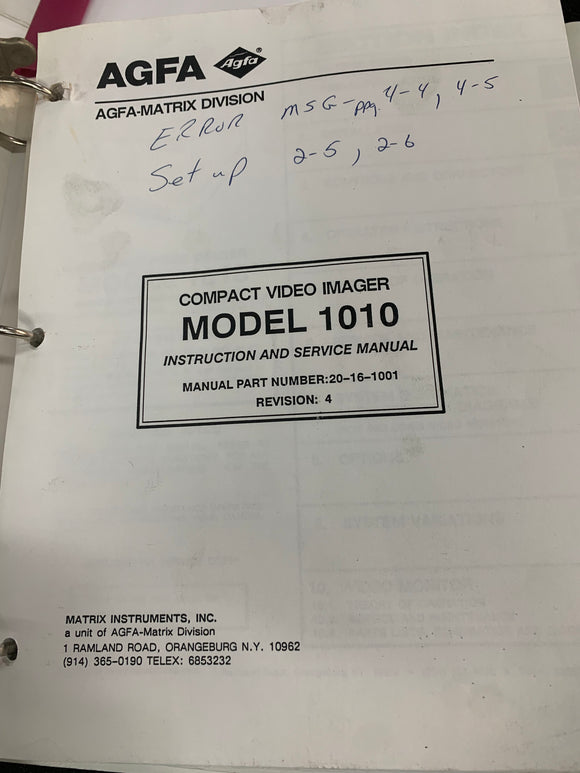 AGFA Agfa®
AGFA-MATRIX DIVISION
ERROR MSG-ppg. 4-4, 4-5
Set up 2-5, 2-6
COMPACT VIDEO IMAGER
MODEL 1010
INSTRUCTION AND SERVICE MANUAL
MANUAL PART NUMBER:20-16-1001
REVISION: 4
MATRIX INSTRUMENTS, INC.
a unit of AGFA-Matrix Division
1 RAMLAND ROAD, ORANGEBURG N.Y. 10962
(914) 365-0190 TELEX: 6853232